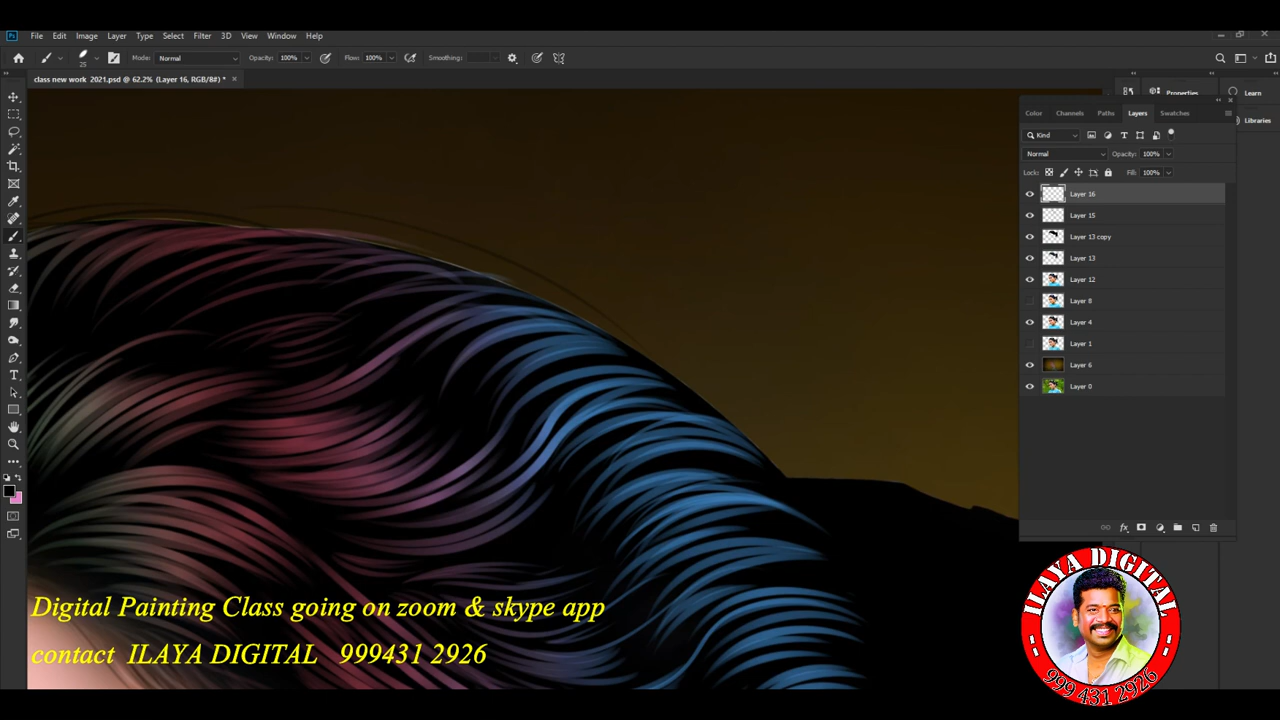 Ps File Edit Image Layer Type Select Filter 3D View Window Help
25 Mode: Normal Opacity: 100% Flow: 100% Smoothing:
class new work 2021.psd @ 62.2% (Layer 16, RGB/8#) * ×
Properties Learn
Libraries
Color Channels Paths Layers Swatches
Kind
Normal Opacity: 100%
Lock: Fill: 100%
Layer 16
Layer 15
Layer 13 copy
Layer 13
Layer 12
Layer 8
Layer 4
Layer 1
Layer 6
Layer 0
fx
Digital Painting Class going on zoom & skype app
contact ILAYA DIGITAL 999431 2926
ILAYA DIGITAL
999 431 2926